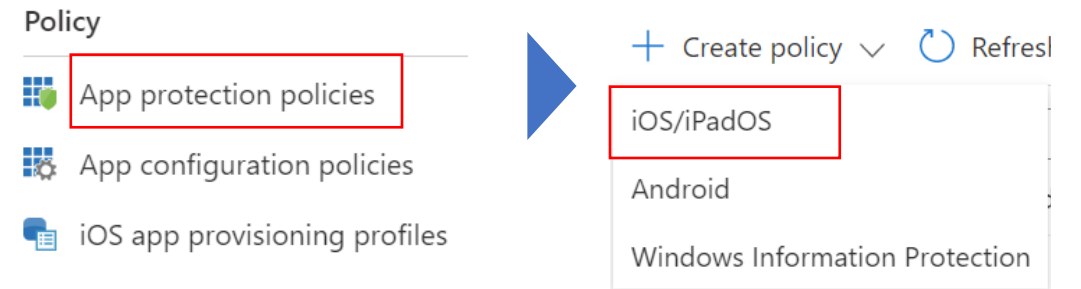 Policy
App protection policies
App configuration policies
iOS app provisioning profiles
Create policy
Refresh
iOS/iPadOS
Android
Windows Information Protection